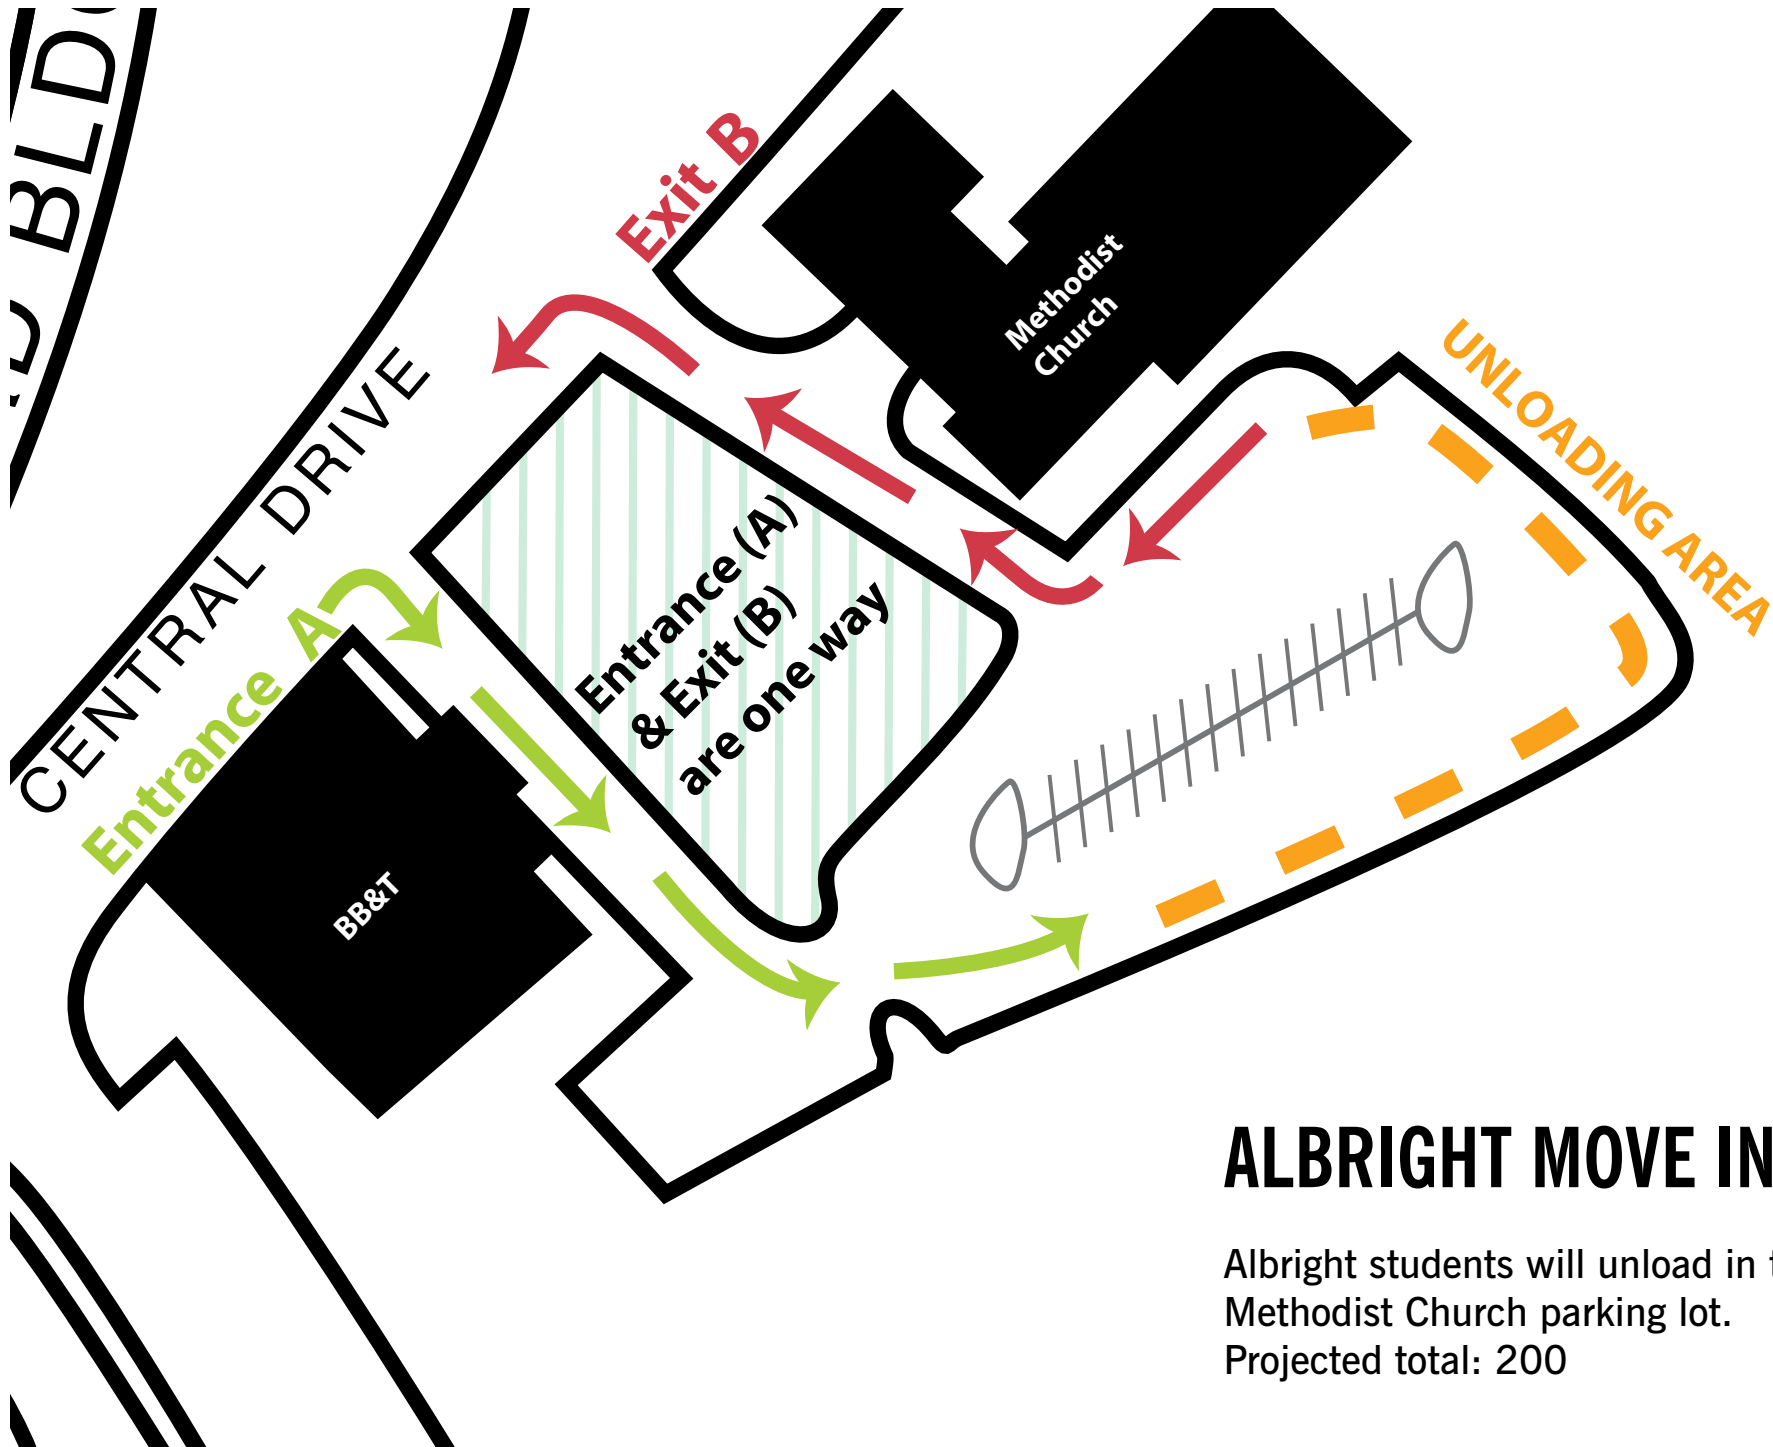 BLDG
Exit B
Methodist
Church
UNLOADING AREA
CENTRAL DRIVE
Entrance (A)
& Exit (B)
are one way
Entrance A
BB&T
ALBRIGHT MOVE IN
Albright students will unload in
Methodist Church parking lot.
Projected total: 200